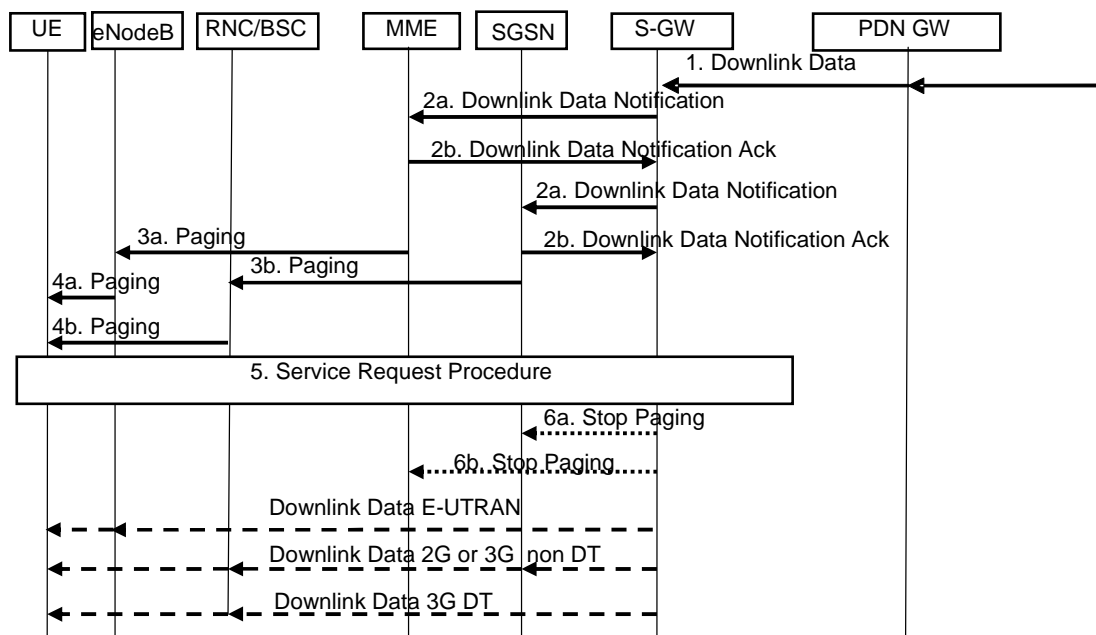 UE
eNodeB
RNC/BSC
MME
SGSN
S-GW
PDN GW
1. Downlink Data
2a. Downlink Data Notification
2b. Downlink Data Notification Ack
2a. Downlink Data Notification
3a. Paging
2b. Downlink Data Notification Ack
3b. Paging
4a. Paging
4b. Paging
5. Service Request Procedure
6a. Stop Paging
6b. Stop Paging
Downlink Data E-UTRAN
Downlink Data 2G or 3G non DT
Downlink Data 3G DT